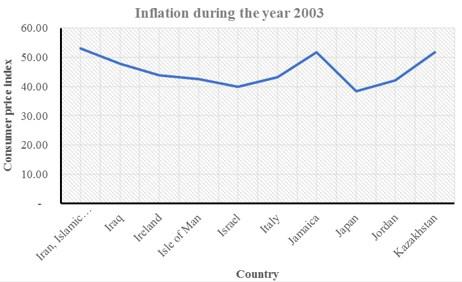 Inflation during the year 2003
Consumer price index
60.00
50.00
40.00
30.00
20.00
10.00
-
Iran, Islamic...
Iraq
Ireland
Isle of Man
Israel
Italy
Jamaica
Japan
Jordan
Kazakhstan
Country